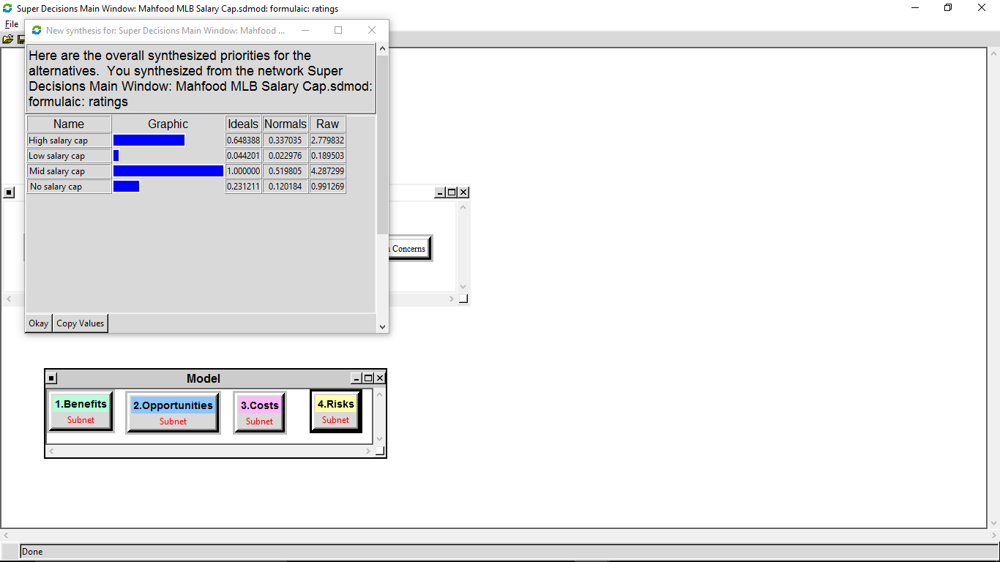 Super Decisions Main Window: Mahfood MLB Salary Cap.sdmod: formulaic: ratings
File
New synthesis for: Super Decisions Main Window: Mahfood ...
Here are the overall synthesized priorities for the
alternatives. You synthesized from the network Super
Decisions Main Window: Mahfood MLB Salary Cap.sdmod:
formulaic: ratings
Name Graphic Ideals Normals Raw
High salary cap 0.648388 0.337035 2.779832
Low salary cap 0.044201 0.022976 0.189503
Mid salary cap 1.000000 0.519805 4.287299
No salary cap 0.231211 0.120184 0.991269
Concerns
Okay Copy Values
Model
1.Benefits 2.Opportunities 3.Costs 4.Risks
Subnet Subnet Subnet Subnet
Done